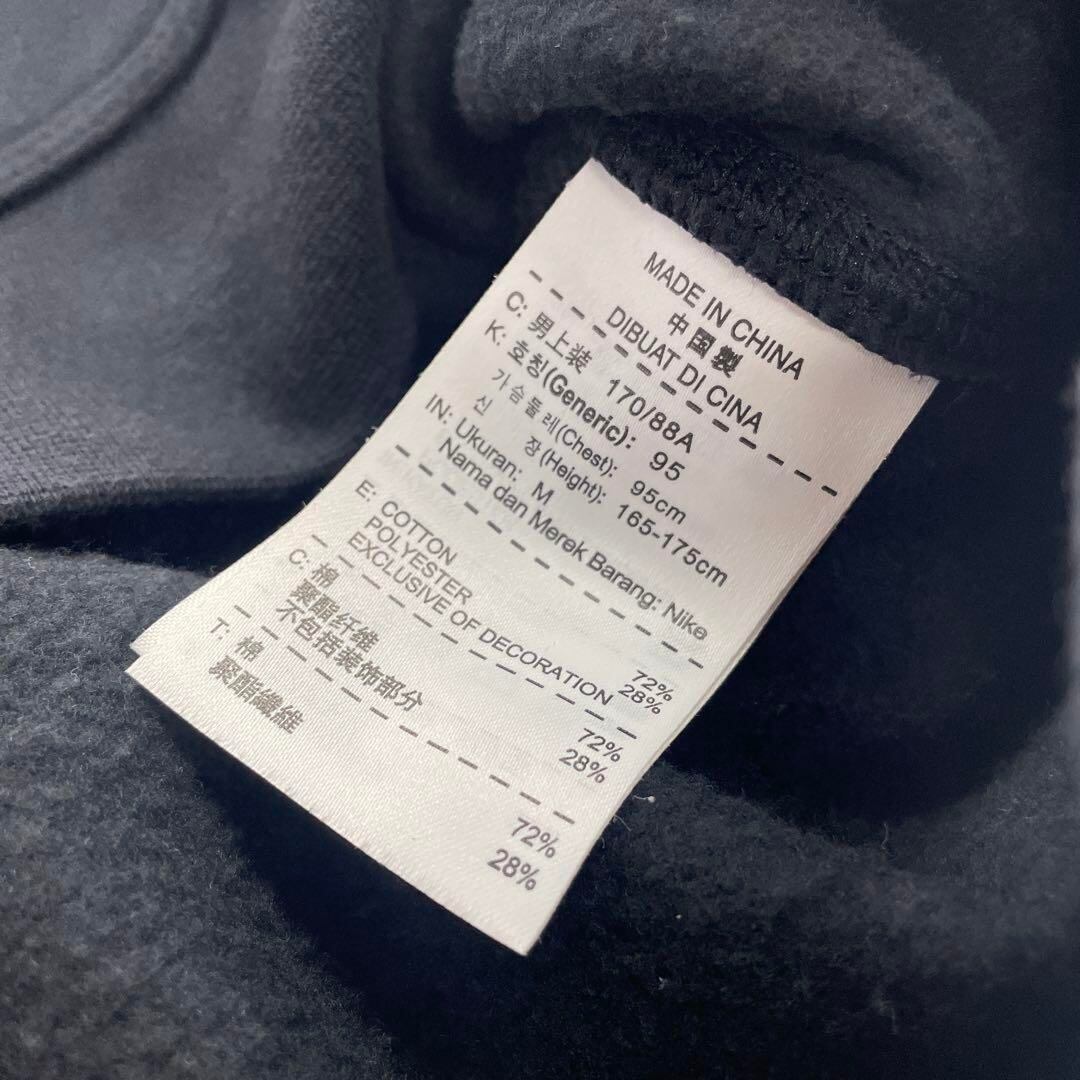 MADE IN CHINA
中国製
DIBUAT DI CINA
C: 男上装 170/88A
K: 호칭(Generic): 95
가슴둘레(Chest): 95cm
신 장(Height): 165-175cm
IN: Ukuran: M
Nama dan Merek Barang: Nike
E: COTTON 72%
POLYESTER 28%
EXCLUSIVE OF DECORATION
C: 棉 72%
聚酯纤维 28%
不包括装饰部分
T: 棉 72%
聚酯纖維 28%